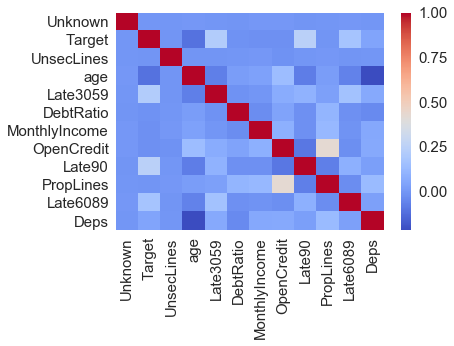 Unknown
Target
UnsecLines
age
Late3059
DebtRatio
MonthlyIncome
OpenCredit
Late90
PropLines
Late6089
Deps
Unknown
Target
UnsecLines
age
Late3059
DebtRatio
MonthlyIncome
OpenCredit
Late90
PropLines
Late6089
Deps
1.00
0.75
0.50
0.25
0.00